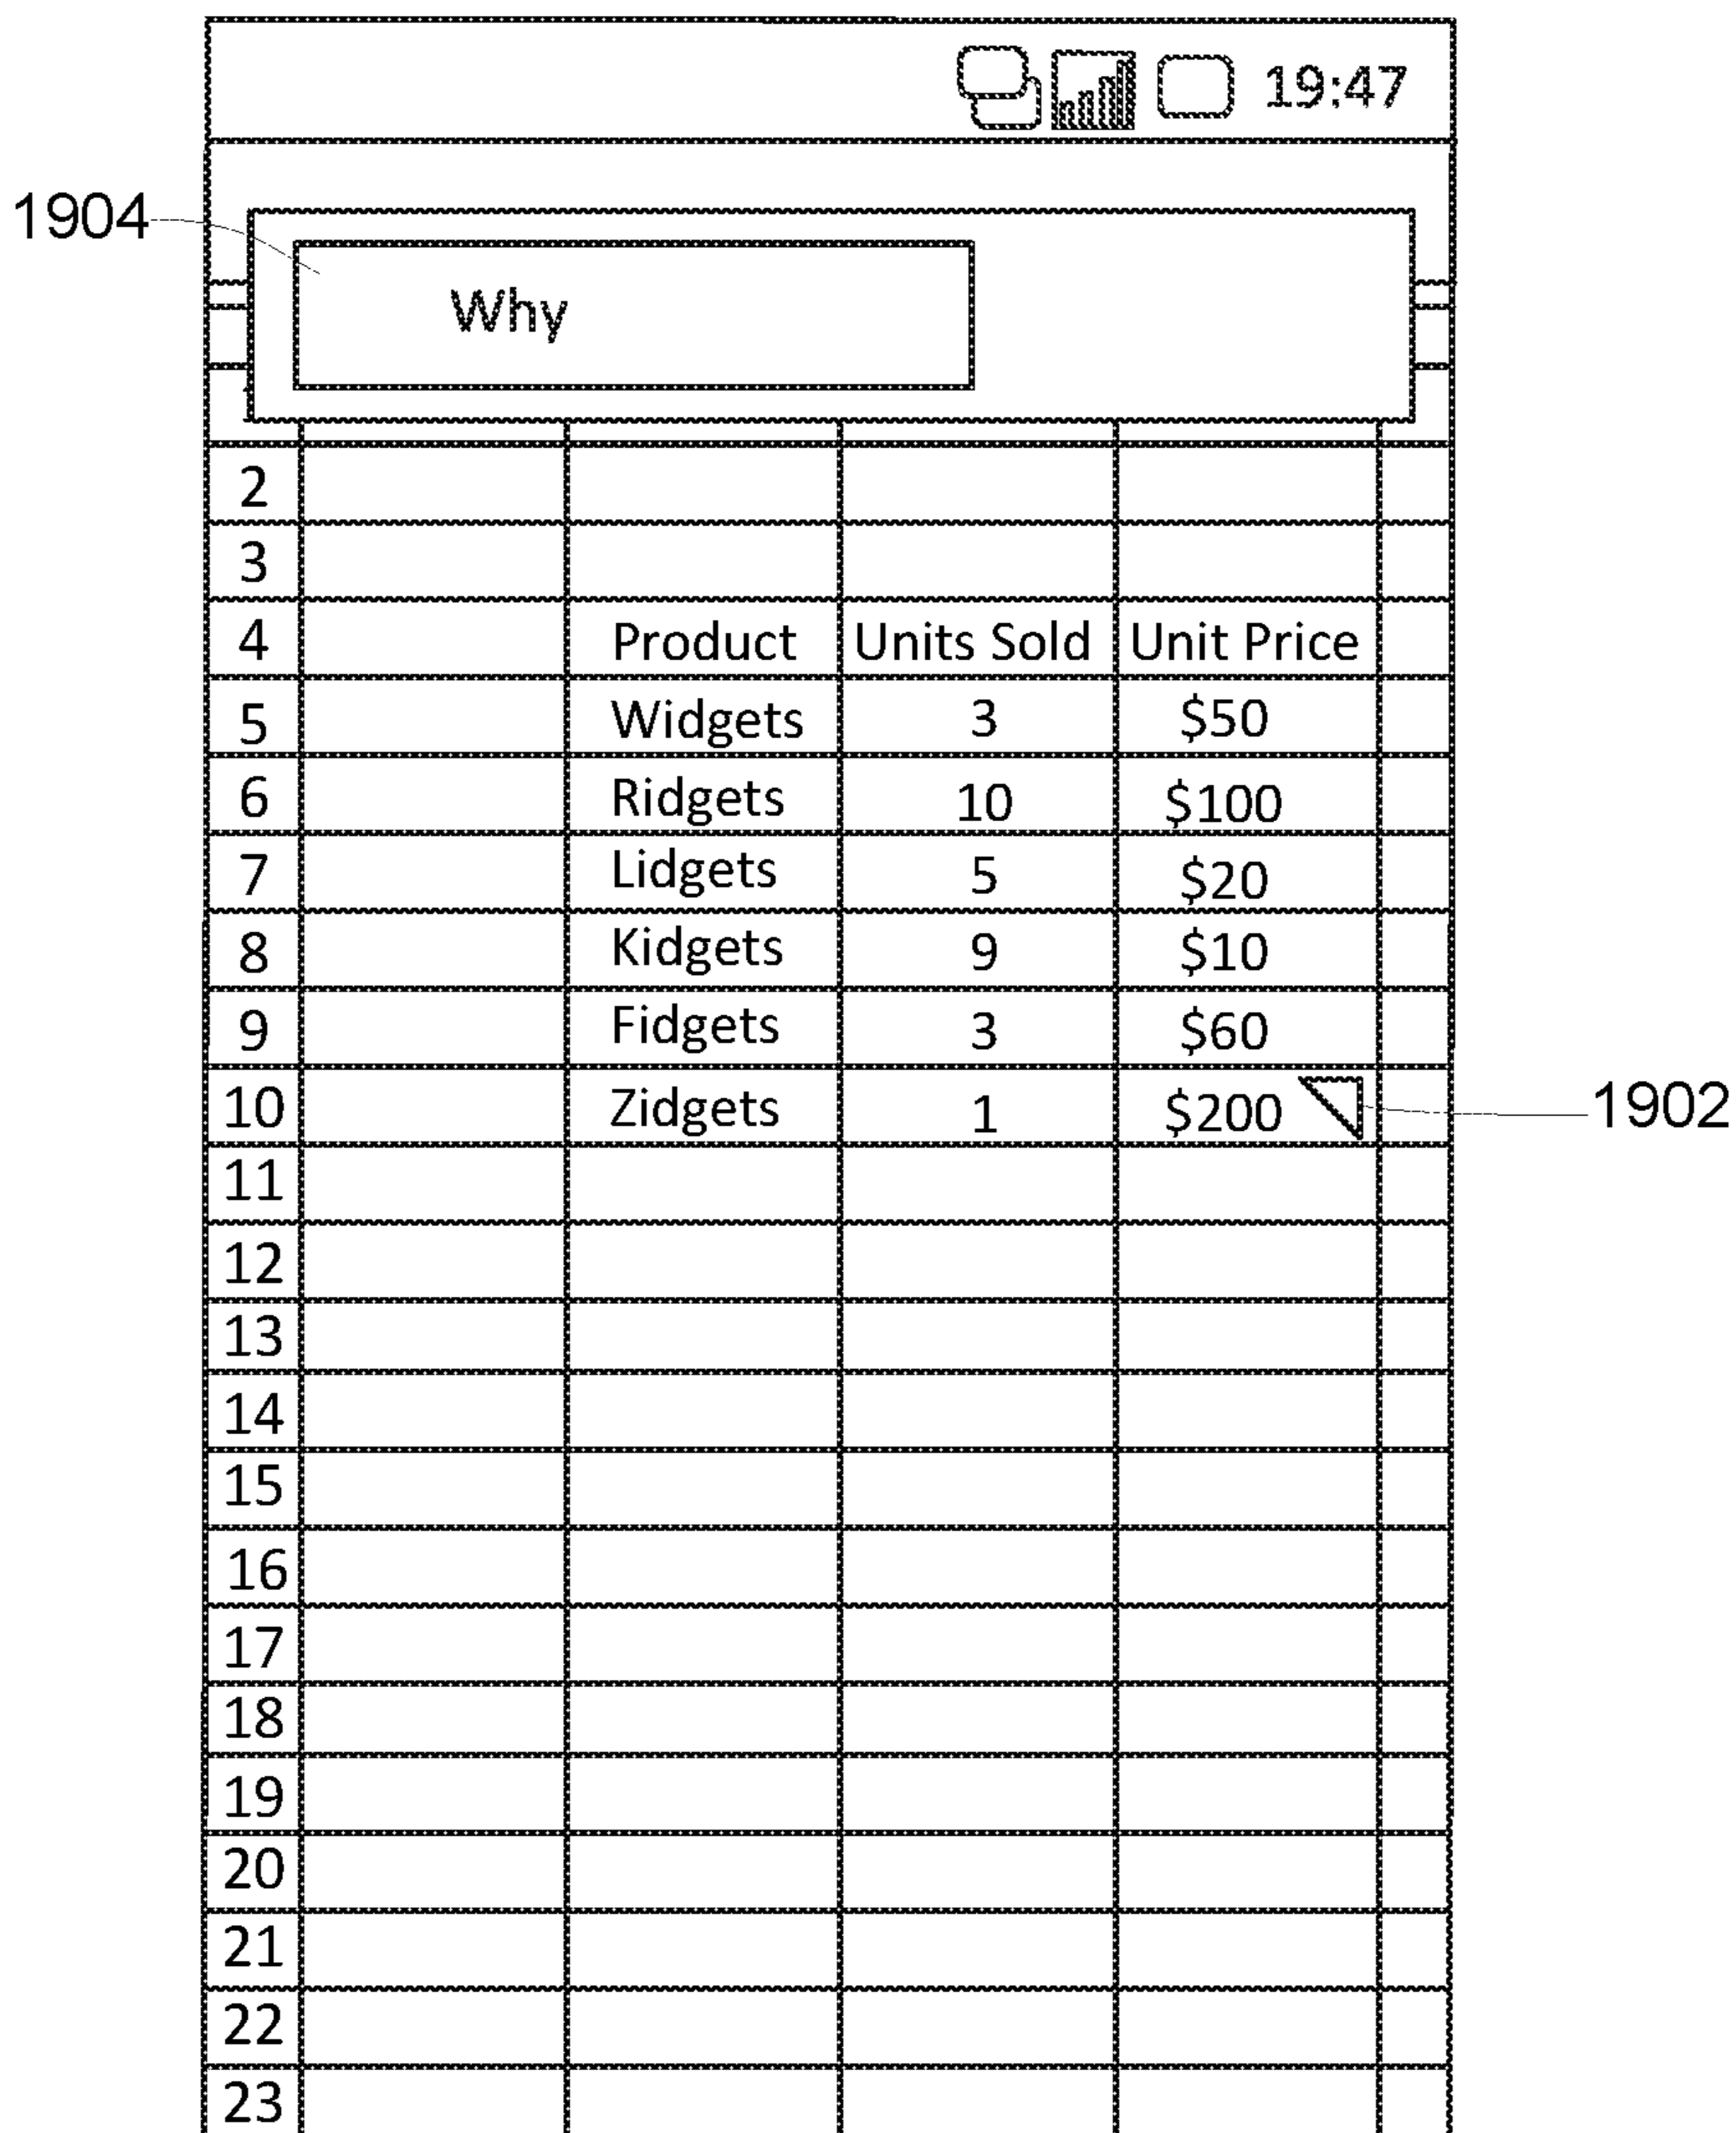 19:47
1904
Why
2
3
4 Product Units Sold Unit Price
5 Widgets 3 $50
6 Ridgets 10 $100
7 Lidgets 5 $20
8 Kidgets 9 $10
9 Fidgets 3 $60
10 Zidgets 1 $200 1902
11
12
13
14
15
16
17
18
19
20
21
22
23